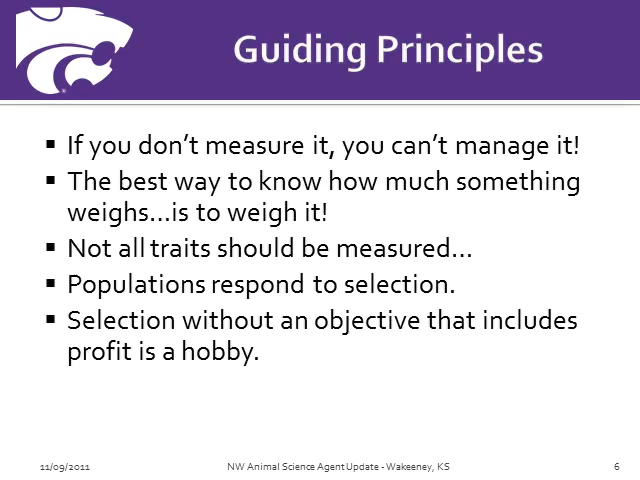 Guiding Principles
▪ If you don’t measure it, you can’t manage it!
▪ The best way to know how much something
weighs…is to weigh it!
▪ Not all traits should be measured…
▪ Populations respond to selection.
▪ Selection without an objective that includes
profit is a hobby.
11/09/2011 NW Animal Science Agent Update - Wakeeney, KS 6